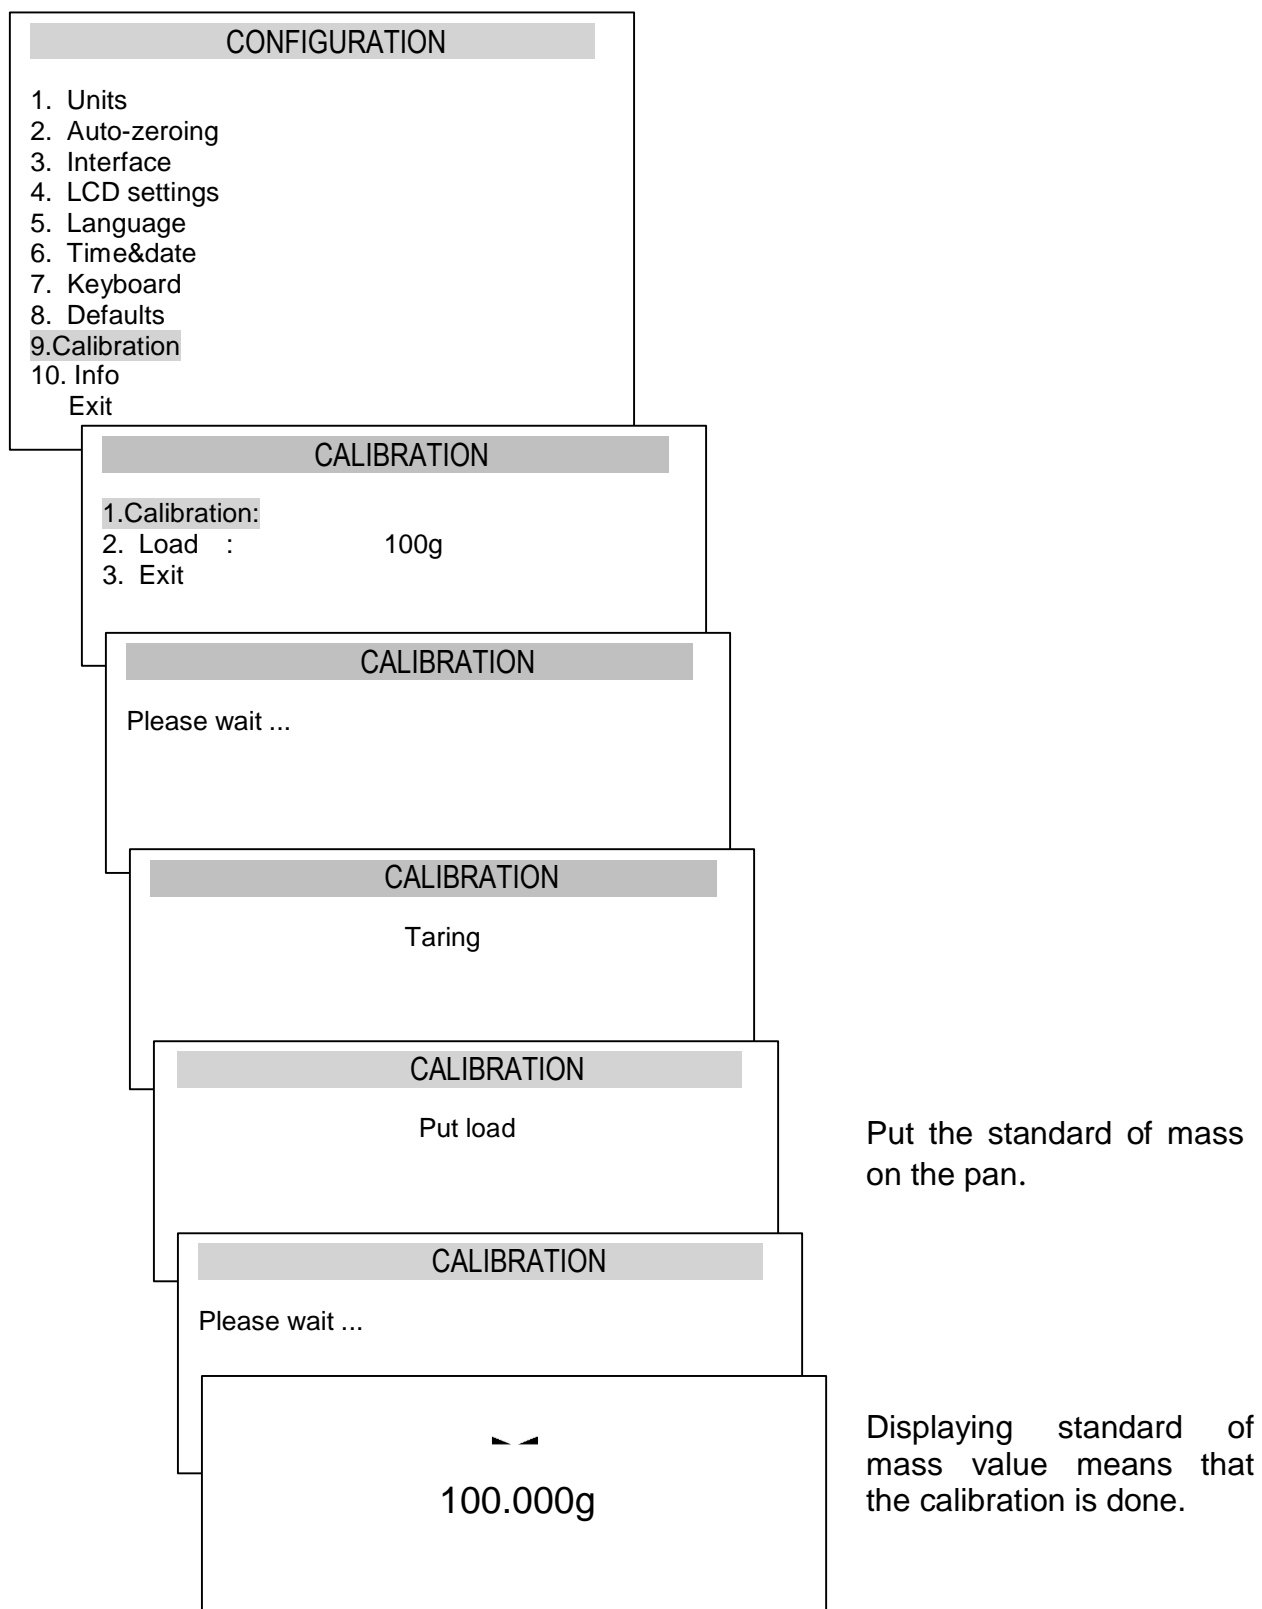 CONFIGURATION
1. Units
2. Auto-zeroing
3. Interface
4. LCD settings
5. Language
6. Time&date
7. Keyboard
8. Defaults
9.Calibration
10. Info
Exit
CALIBRATION
1.Calibration:
2. Load : 100g
3. Exit
CALIBRATION
Please wait ...
CALIBRATION
Taring
CALIBRATION
Put load
Put the standard of mass
on the pan.
CALIBRATION
Please wait ...
100.000g
Displaying standard of
mass value means that
the calibration is done.